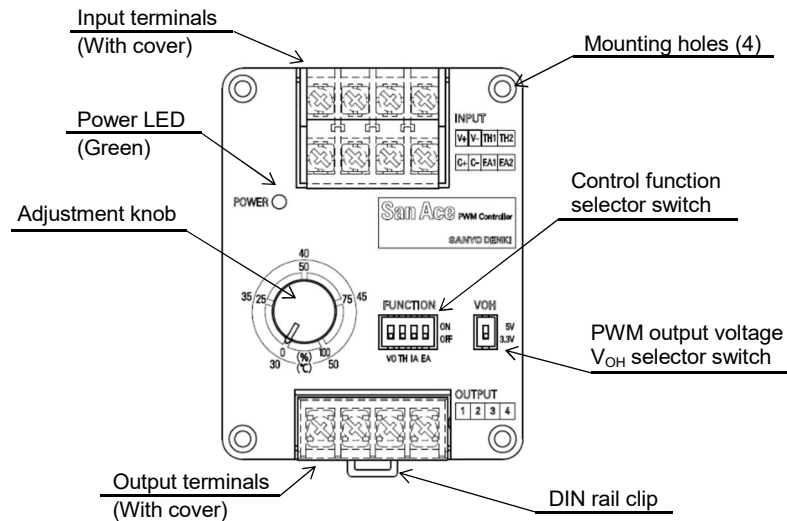 Input terminals
(With cover)
Mounting holes (4)
Power LED
(Green)
INPUT
V+ V- TH1 TH2
C+ C- EA1 EA2
Control function
selector switch
POWER
San Ace PWM Controller
SANYO DENKI
Adjustment knob
40
50
35 25 75 45
0 100
30 (%) 50
(℃)
FUNCTION
ON
OFF
VO TH IA EA
VOH
5V
3.3V
PWM output voltage
VOH selector switch
OUTPUT
1 2 3 4
Output terminals
(With cover)
DIN rail clip